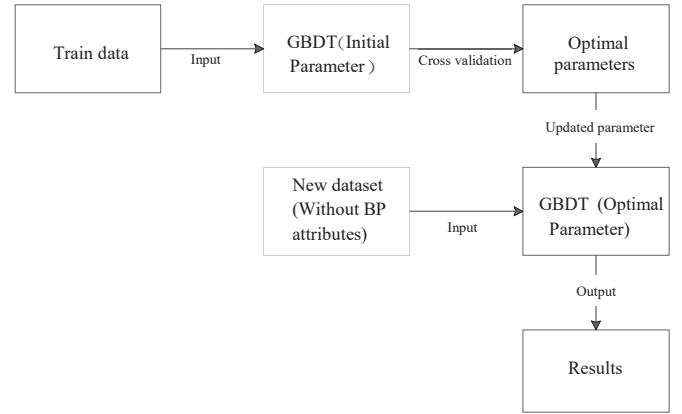 Train data
Input
GBDT(Initial
Parameter )
Cross validation
Optimal
parameters
Updated parameter
New dataset
(Without BP
attributes)
Input
GBDT (Optimal
Parameter)
Output
Results